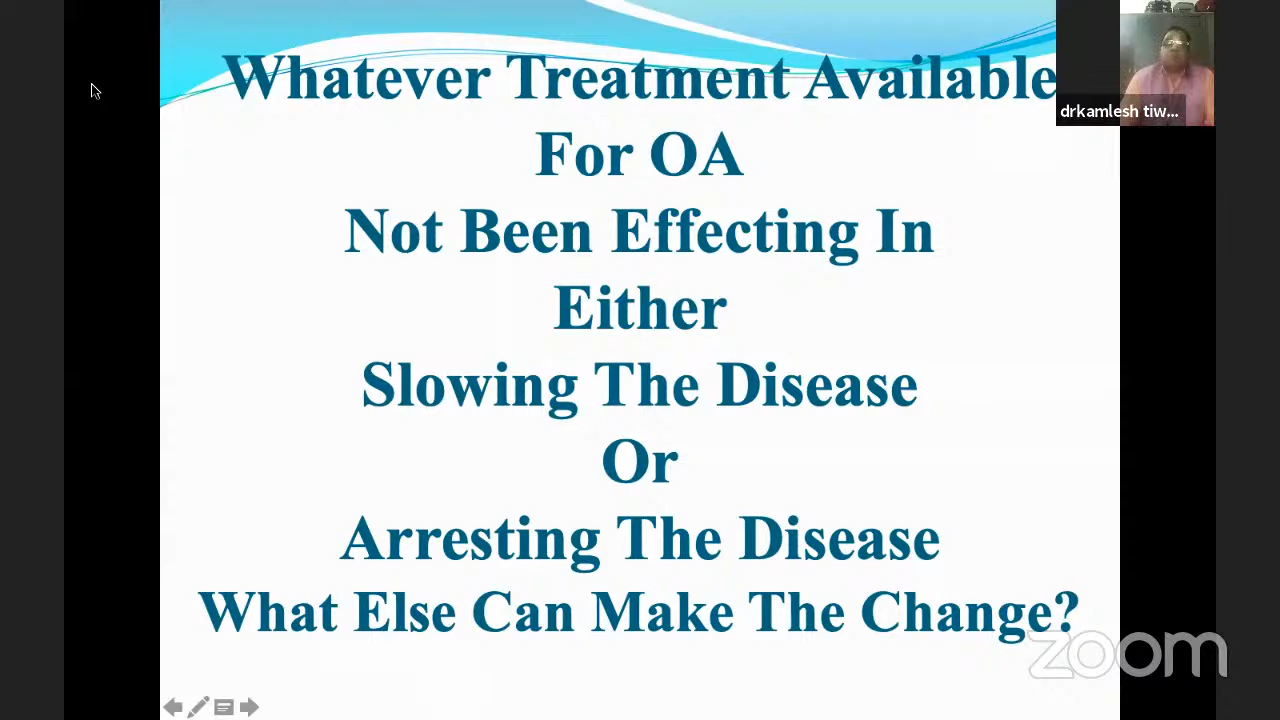 Whatever Treatment Available
For OA
Not Been Effecting In
Either
Slowing The Disease
Or
Arresting The Disease
What Else Can Make The Change?
drkamlesh tiw...
zoom